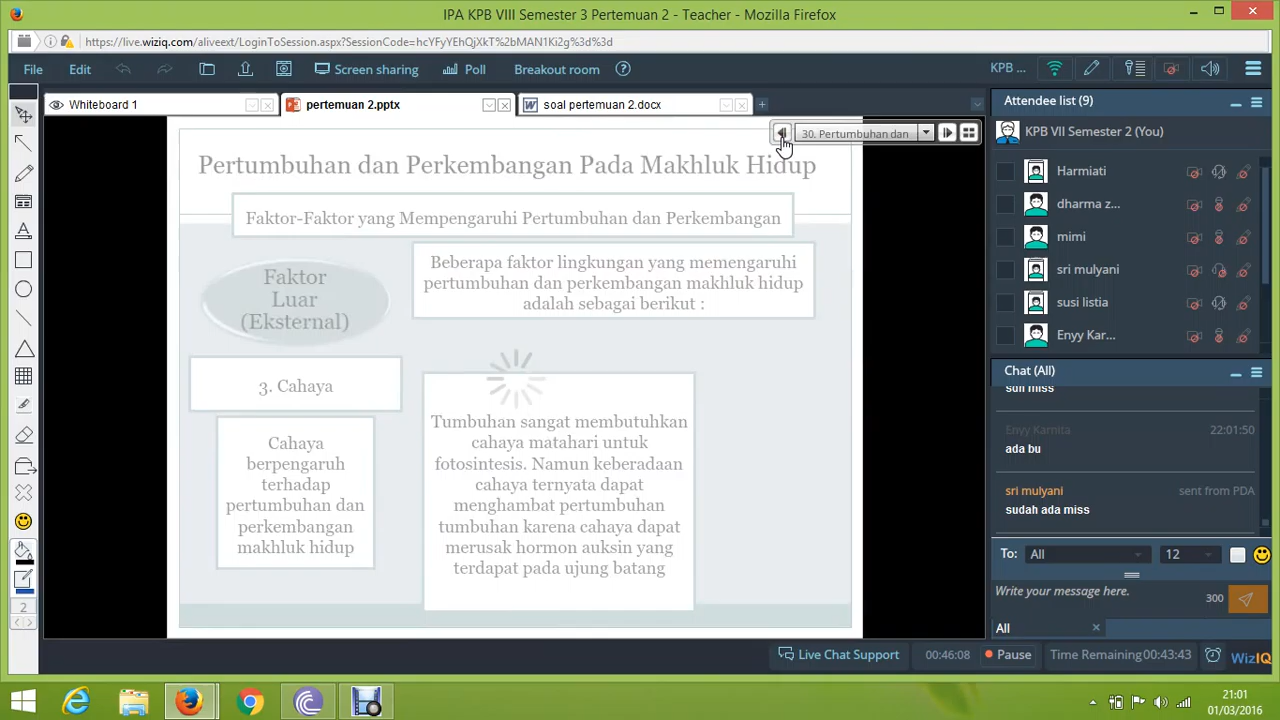 IPA KPB VIII Semester 3 Pertemuan 2 - Teacher - Mozilla Firefox
https://live.wiziq.com/aliveext/LoginToSession.aspx?SessionCode=hcYFyYEhQjXkT%2bMAN1Ki2g%3d%3d
File Edit Screen sharing Poll Breakout room ? KPB ...
Whiteboard 1
pertemuan 2.pptx
soal pertemuan 2.docx
30. Pertumbuhan dan
Pertumbuhan dan Perkembangan Pada Makhluk Hidup
Faktor-Faktor yang Mempengaruhi Pertumbuhan dan Perkembangan
Faktor
Luar
(Eksternal)
Beberapa faktor lingkungan yang memengaruhi
pertumbuhan dan perkembangan makhluk hidup
adalah sebagai berikut :
3. Cahaya
Cahaya
berpengaruh
terhadap
pertumbuhan dan
perkembangan
makhluk hidup
Tumbuhan sangat membutuhkan
cahaya matahari untuk
fotosintesis. Namun keberadaan
cahaya ternyata dapat
menghambat pertumbuhan
tumbuhan karena cahaya dapat
merusak hormon auksin yang
terdapat pada ujung batang
2
Attendee list (9)
KPB VII Semester 2 (You)
Harmiati
dharma z...
mimi
sri mulyani
susi listia
Enyy Kar...
Chat (All)
Enyy Karnita 22:01:50
ada bu
sri mulyani sent from PDA
sudah ada miss
To: All 12
Write your message here. 300
All
Live Chat Support 00:46:08 Pause Time Remaining 00:43:43 WizIQ
21:01
01/03/2016